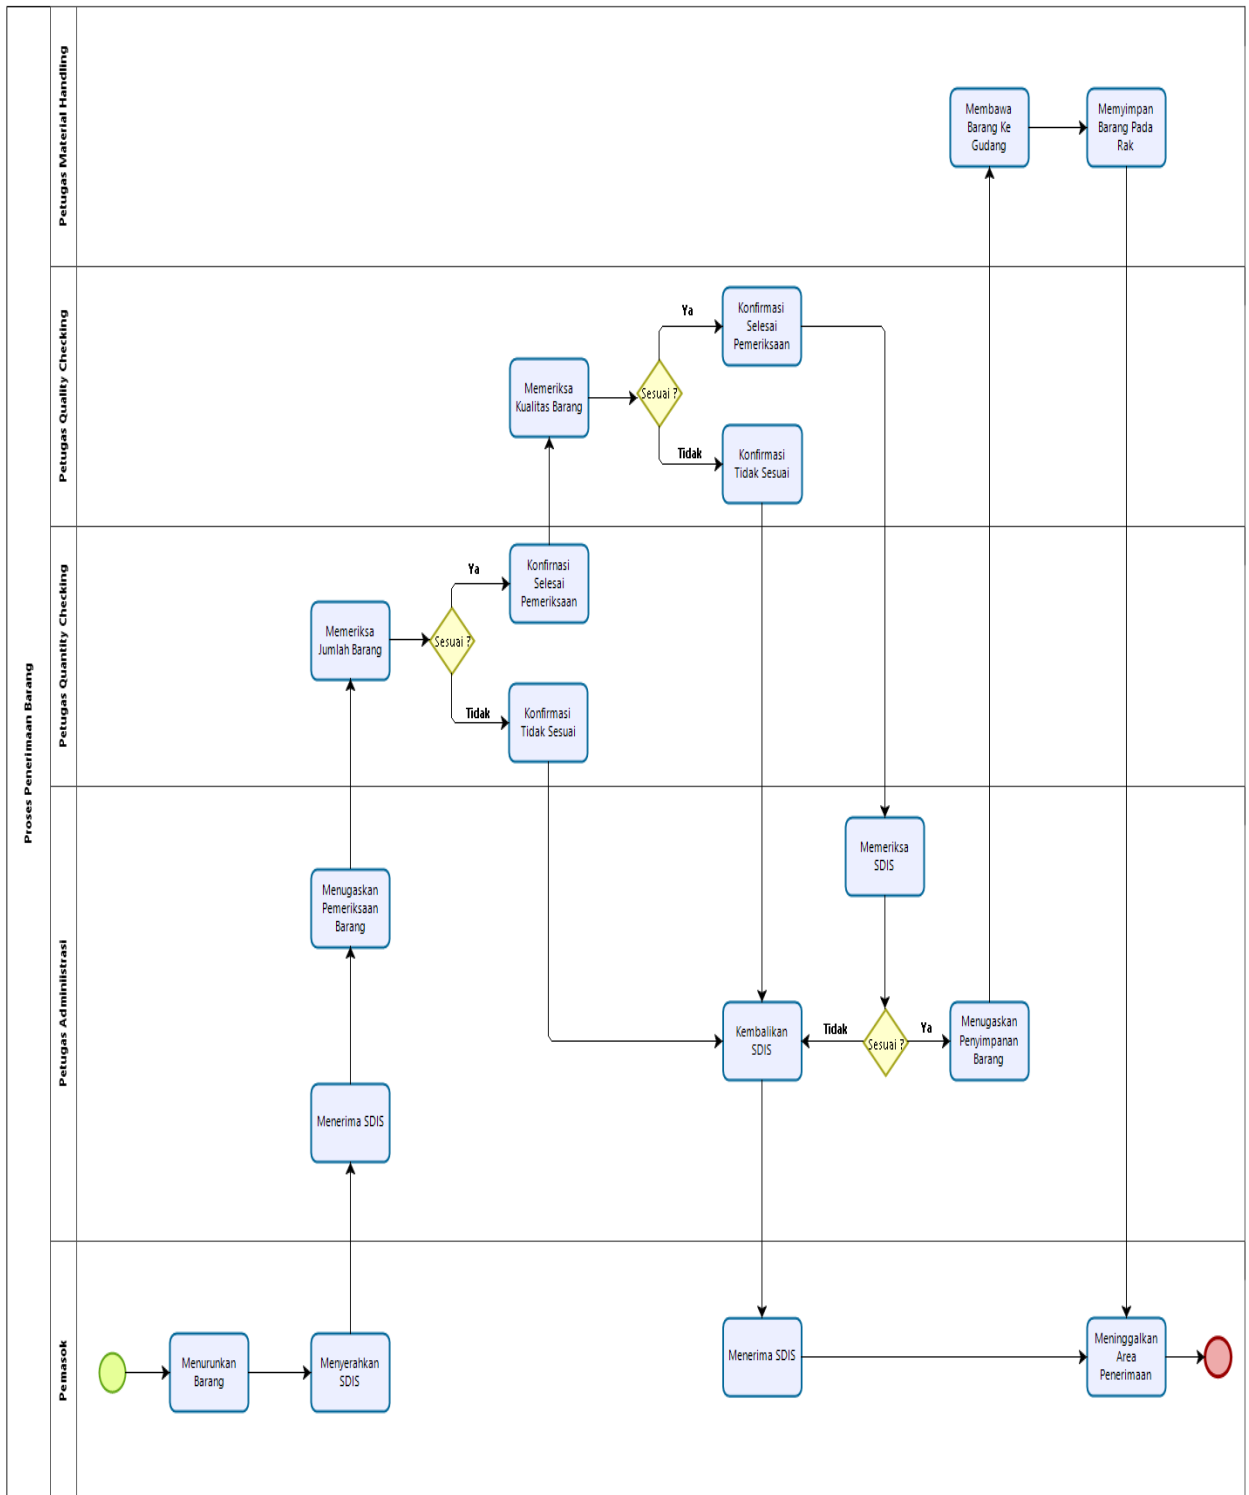 Proses Penerimaan Barang
Petugas Material Handling
Membawa
Barang Ke
Gudang
Memyimpan
Barang Pada
Rak
Petugas Quality Checking
Memeriksa
Kualitas Barang
Sesuai ?
Ya
Konfirmasi
Selesai
Pemeriksaan
Tidak
Konfirmasi
Tidak Sesuai
Petugas Quantity Checking
Memeriksa
Jumlah Barang
Sesuai ?
Ya
Konfirnasi
Selesai
Pemeriksaan
Tidak
Konfirmasi
Tidak Sesuai
Petugas Adminiistrasi
Menugaskan
Pemeriksaan
Barang
Menerima SDIS
Memeriksa
SDIS
Kembalikan
SDIS
Tidak
Sesuai ?
Ya
Menugaskan
Penyimpanan
Barang
Pemasok
Menurunkan
Barang
Menyerahkan
SDIS
Menerima SDIS
Meninggalkan
Area
Penerimaan